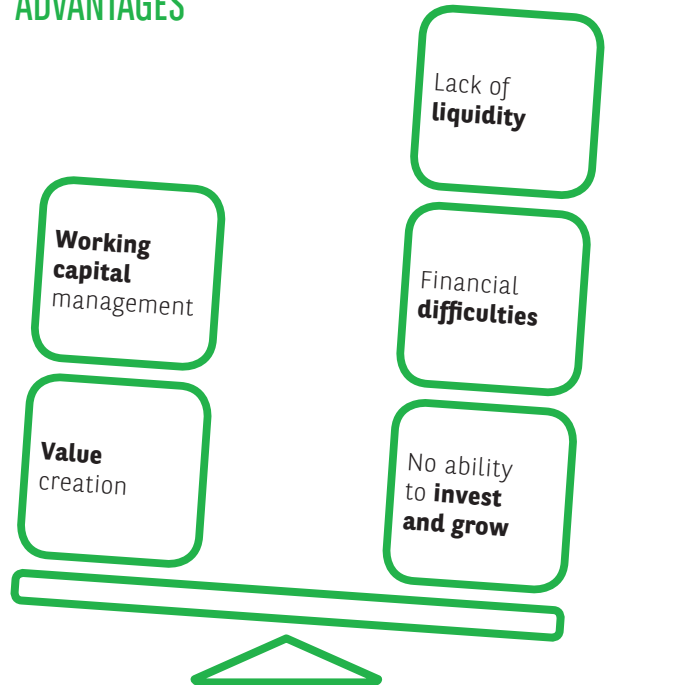 ADVANTAGES
Working
capital
management
Value
creation
Lack of
liquidity
Financial
difficulties
No ability
to invest
and grow